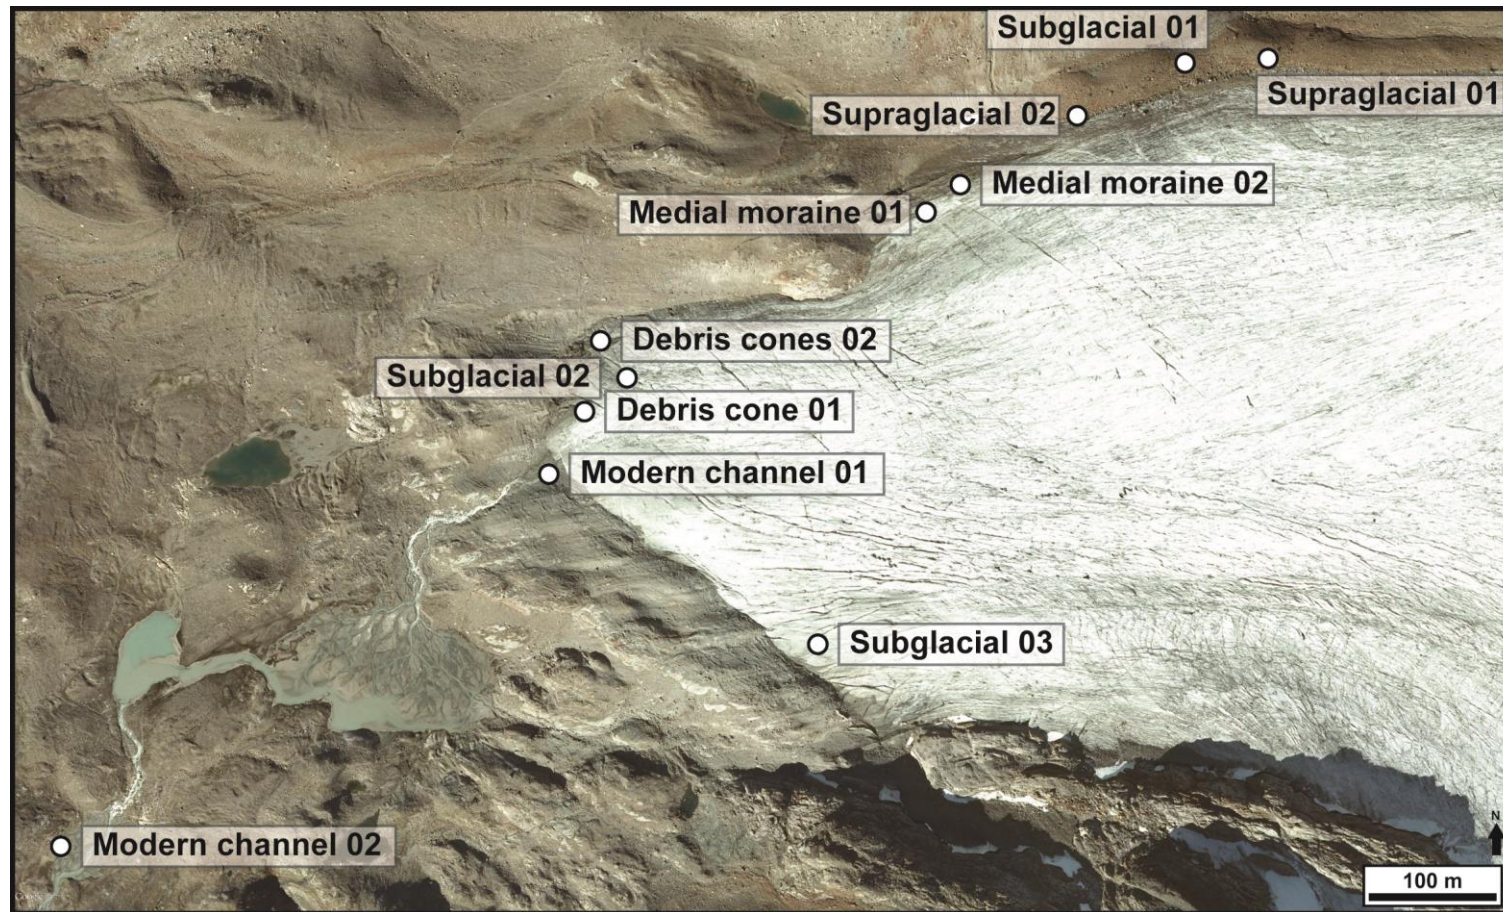 Subglacial 01
Supraglacial 01
Supraglacial 02
Medial moraine 02
Medial moraine 01
Debris cones 02
Subglacial 02
Debris cone 01
Modern channel 01
Subglacial 03
Modern channel 02
N
100 m